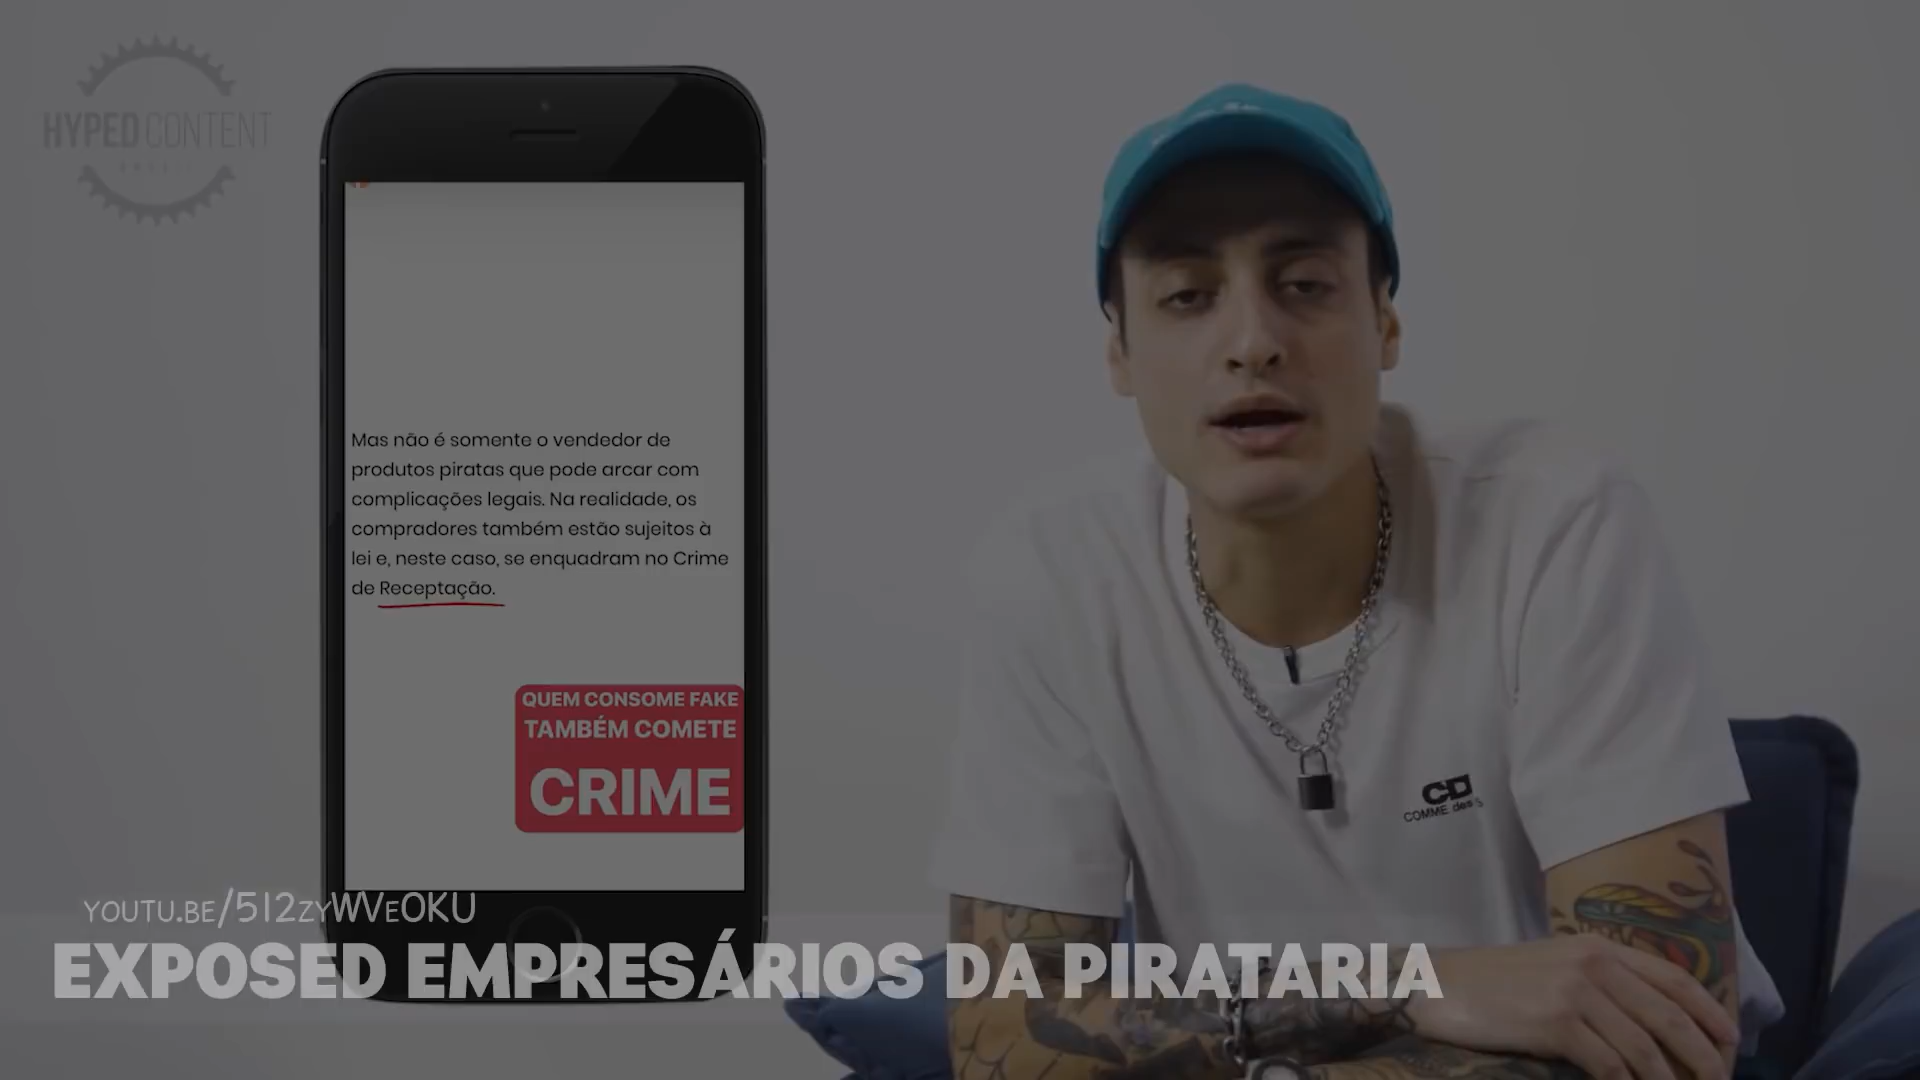 HYPED CONTENT
BRASIL
Mas não é somente o vendedor de
produtos piratas que pode arcar com
complicações legais. Na realidade, os
compradores também estão sujeitos à
lei e, neste caso, se enquadram no Crime
de Receptação.
QUEM CONSOME FAKE
TAMBÉM COMETE
CRIME
CD
COMME des
YOUTU.BE/512ZYWVEOKU
EXPOSED EMPRESÁRIOS DA PIRATARIA